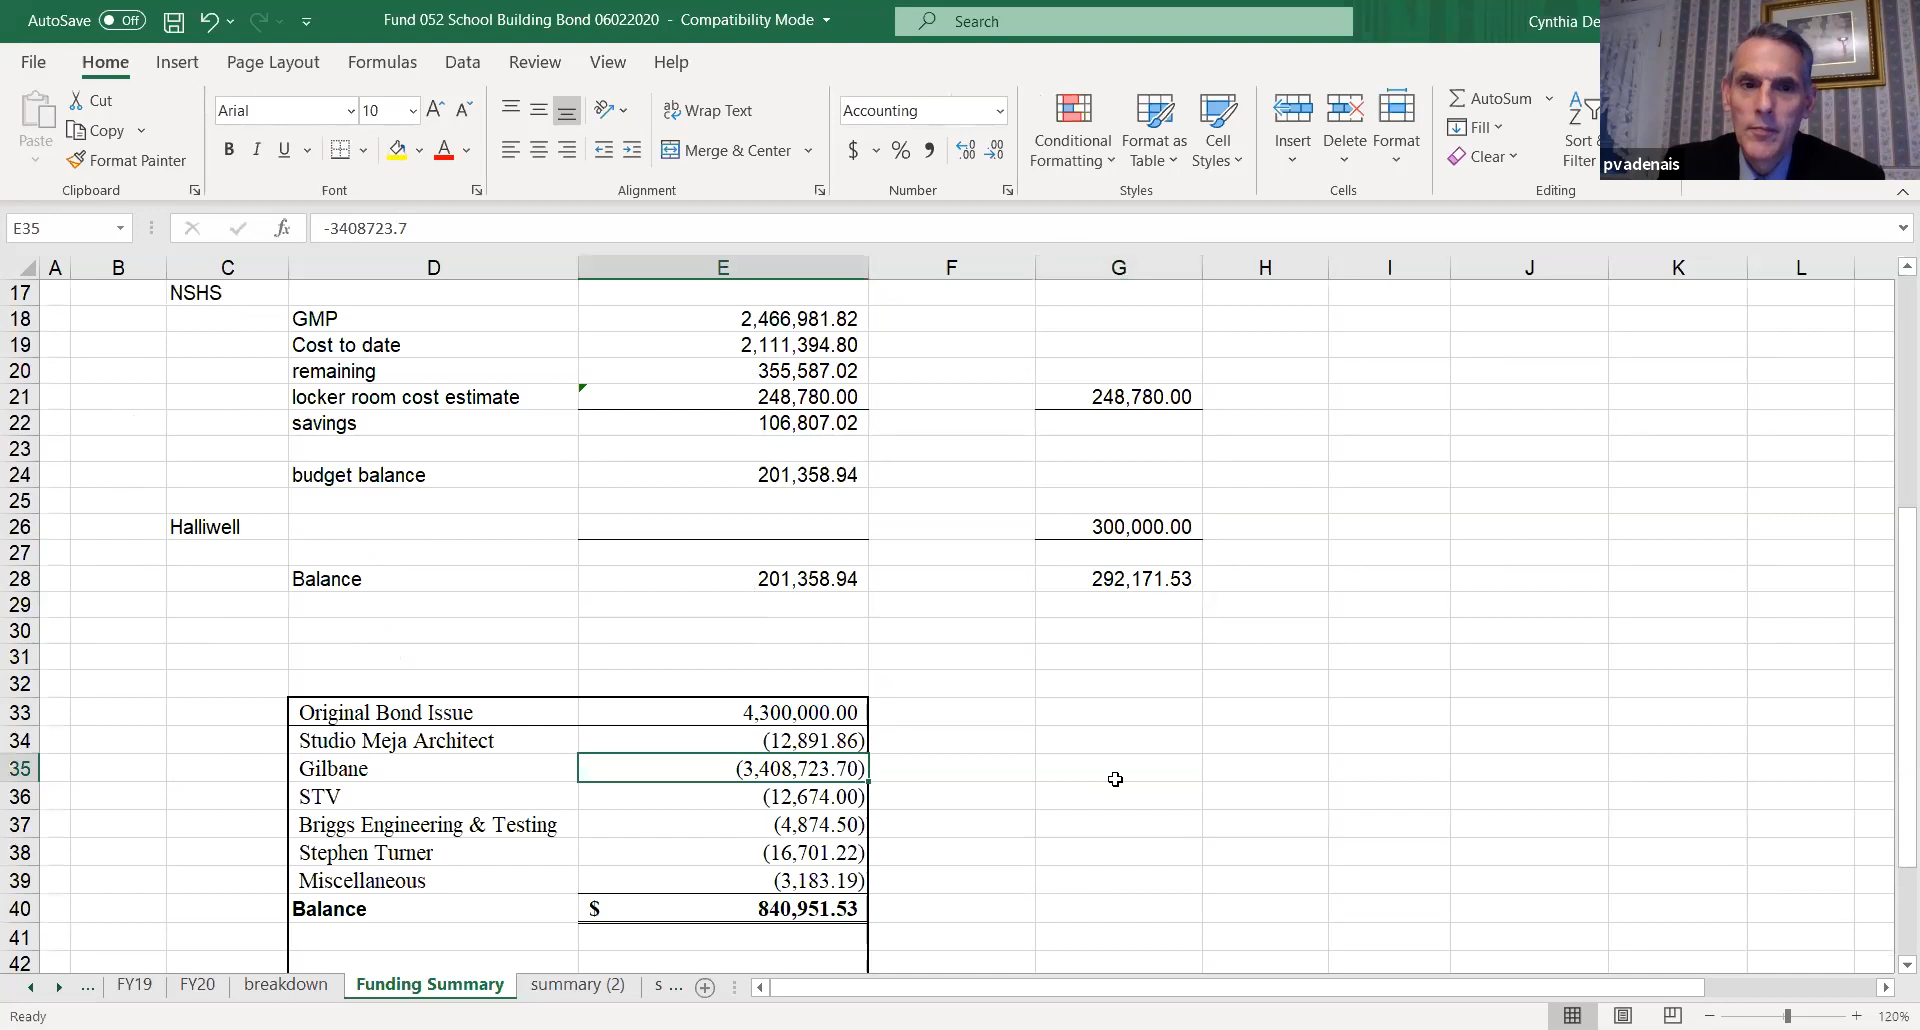 AutoSave Off Fund 052 School Building Bond 06022020 - Compatibility Mode Search Cynthia De
File Home Insert Page Layout Formulas Data Review View Help
Cut
Copy
Format Painter
Paste
Clipboard
Arial 10
B I U
Font
Wrap Text
Merge & Center
Alignment
Accounting
$ % 9
Number
Conditional Formatting
Format as Table
Cell Styles
Styles
Insert Delete Format
Cells
AutoSum
Fill
Clear
Sort &
Filter
Editing
pvadenais
E35 fx -3408723.7
A B C D E F G H I J K L
17 NSHS
18 GMP 2,466,981.82
19 Cost to date 2,111,394.80
20 remaining 355,587.02
21 locker room cost estimate 248,780.00 248,780.00
22 savings 106,807.02
23
24 budget balance 201,358.94
25
26 Halliwell 300,000.00
27
28 Balance 201,358.94 292,171.53
29
30
31
32
33 Original Bond Issue 4,300,000.00
34 Studio Meja Architect (12,891.86)
35 Gilbane (3,408,723.70)
36 STV (12,674.00)
37 Briggs Engineering & Testing (4,874.50)
38 Stephen Turner (16,701.22)
39 Miscellaneous (3,183.19)
40 Balance $ 840,951.53
41
42
... FY19 FY20 breakdown Funding Summary summary (2) s ...
Ready 120%